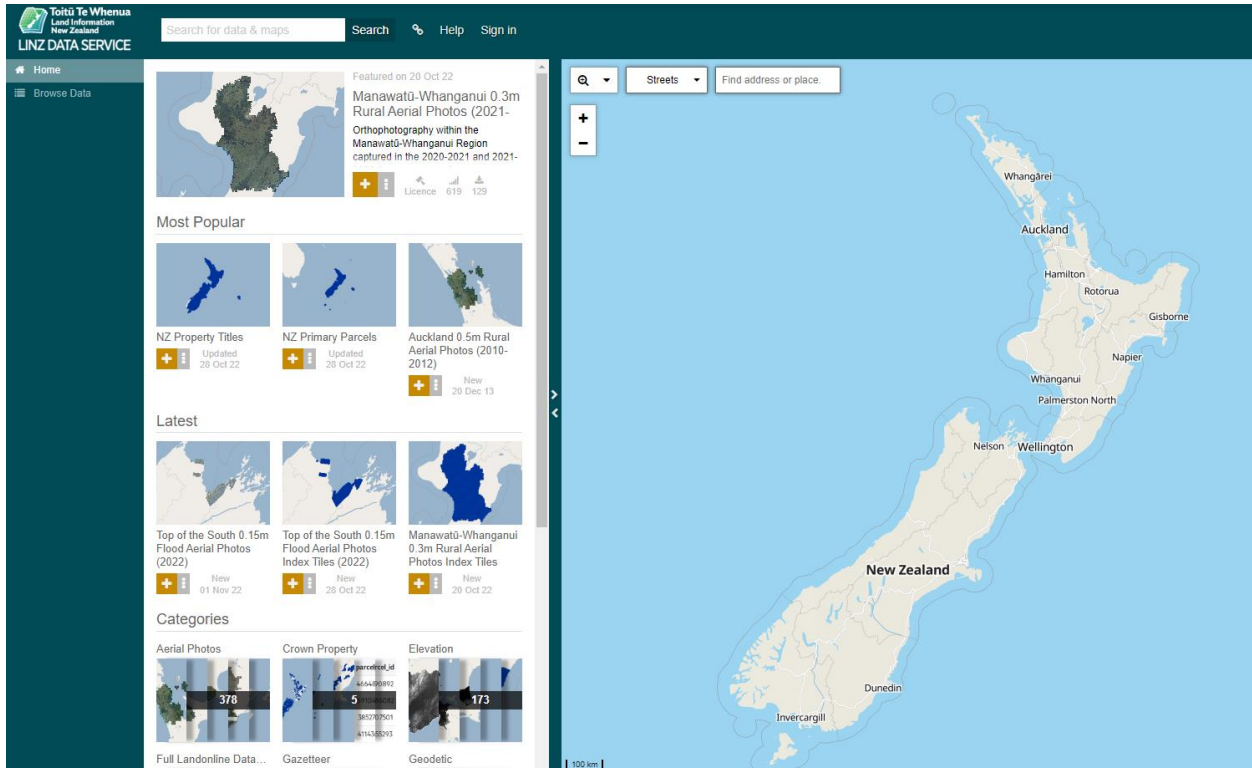 Toitū Te Whenua
Land Information
New Zealand
LINZ DATA SERVICE
Search for data & maps
Search
Help
Sign in
Home
Browse Data
Featured on 20 Oct 22
Manawatū-Whanganui 0.3m
Rural Aerial Photos (2021-
Orthophotography within the
Manawatū-Whanganui Region
captured in the 2020-2021 and 2021-
Licence 619 129
Most Popular
NZ Property Titles
Updated
28 Oct 22
NZ Primary Parcels
Updated
28 Oct 22
Auckland 0.5m Rural
Aerial Photos (2010-
2012)
New
20 Dec 13
Latest
Top of the South 0.15m
Flood Aerial Photos
(2022)
New
01 Nov 22
Top of the South 0.15m
Flood Aerial Photos
Index Tiles (2022)
New
28 Oct 22
Manawatū-Whanganui
0.3m Rural Aerial
Photos Index Tiles
New
20 Oct 22
Categories
Aerial Photos
378
Crown Property
5
3852707501
Elevation
173
Full Landonline Data...
Gazetteer
Geodetic
Streets
Find address or place.
+
−
Whangārei
Auckland
Hamilton
Rotorua
Gisborne
Napier
Whanganui
Palmerston North
Nelson
Wellington
New Zealand
Dunedin
Invercargill
100 km